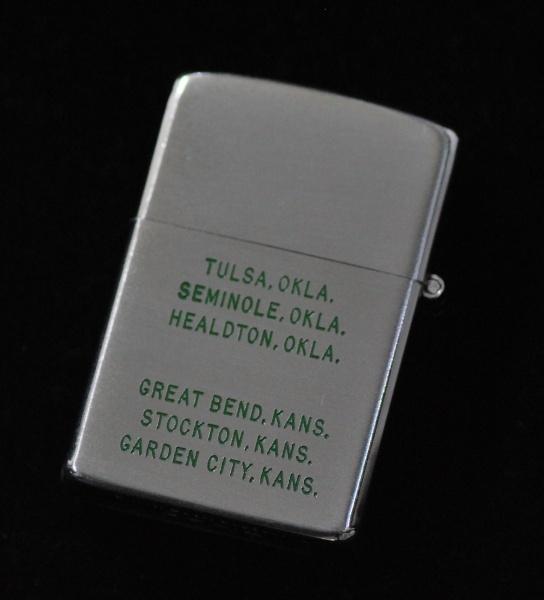 TULSA, OKLA.
SEMINOLE, OKLA.
HEALDTON, OKLA.
GREAT BEND, KANS.
STOCKTON, KANS.
GARDEN CITY, KANS.